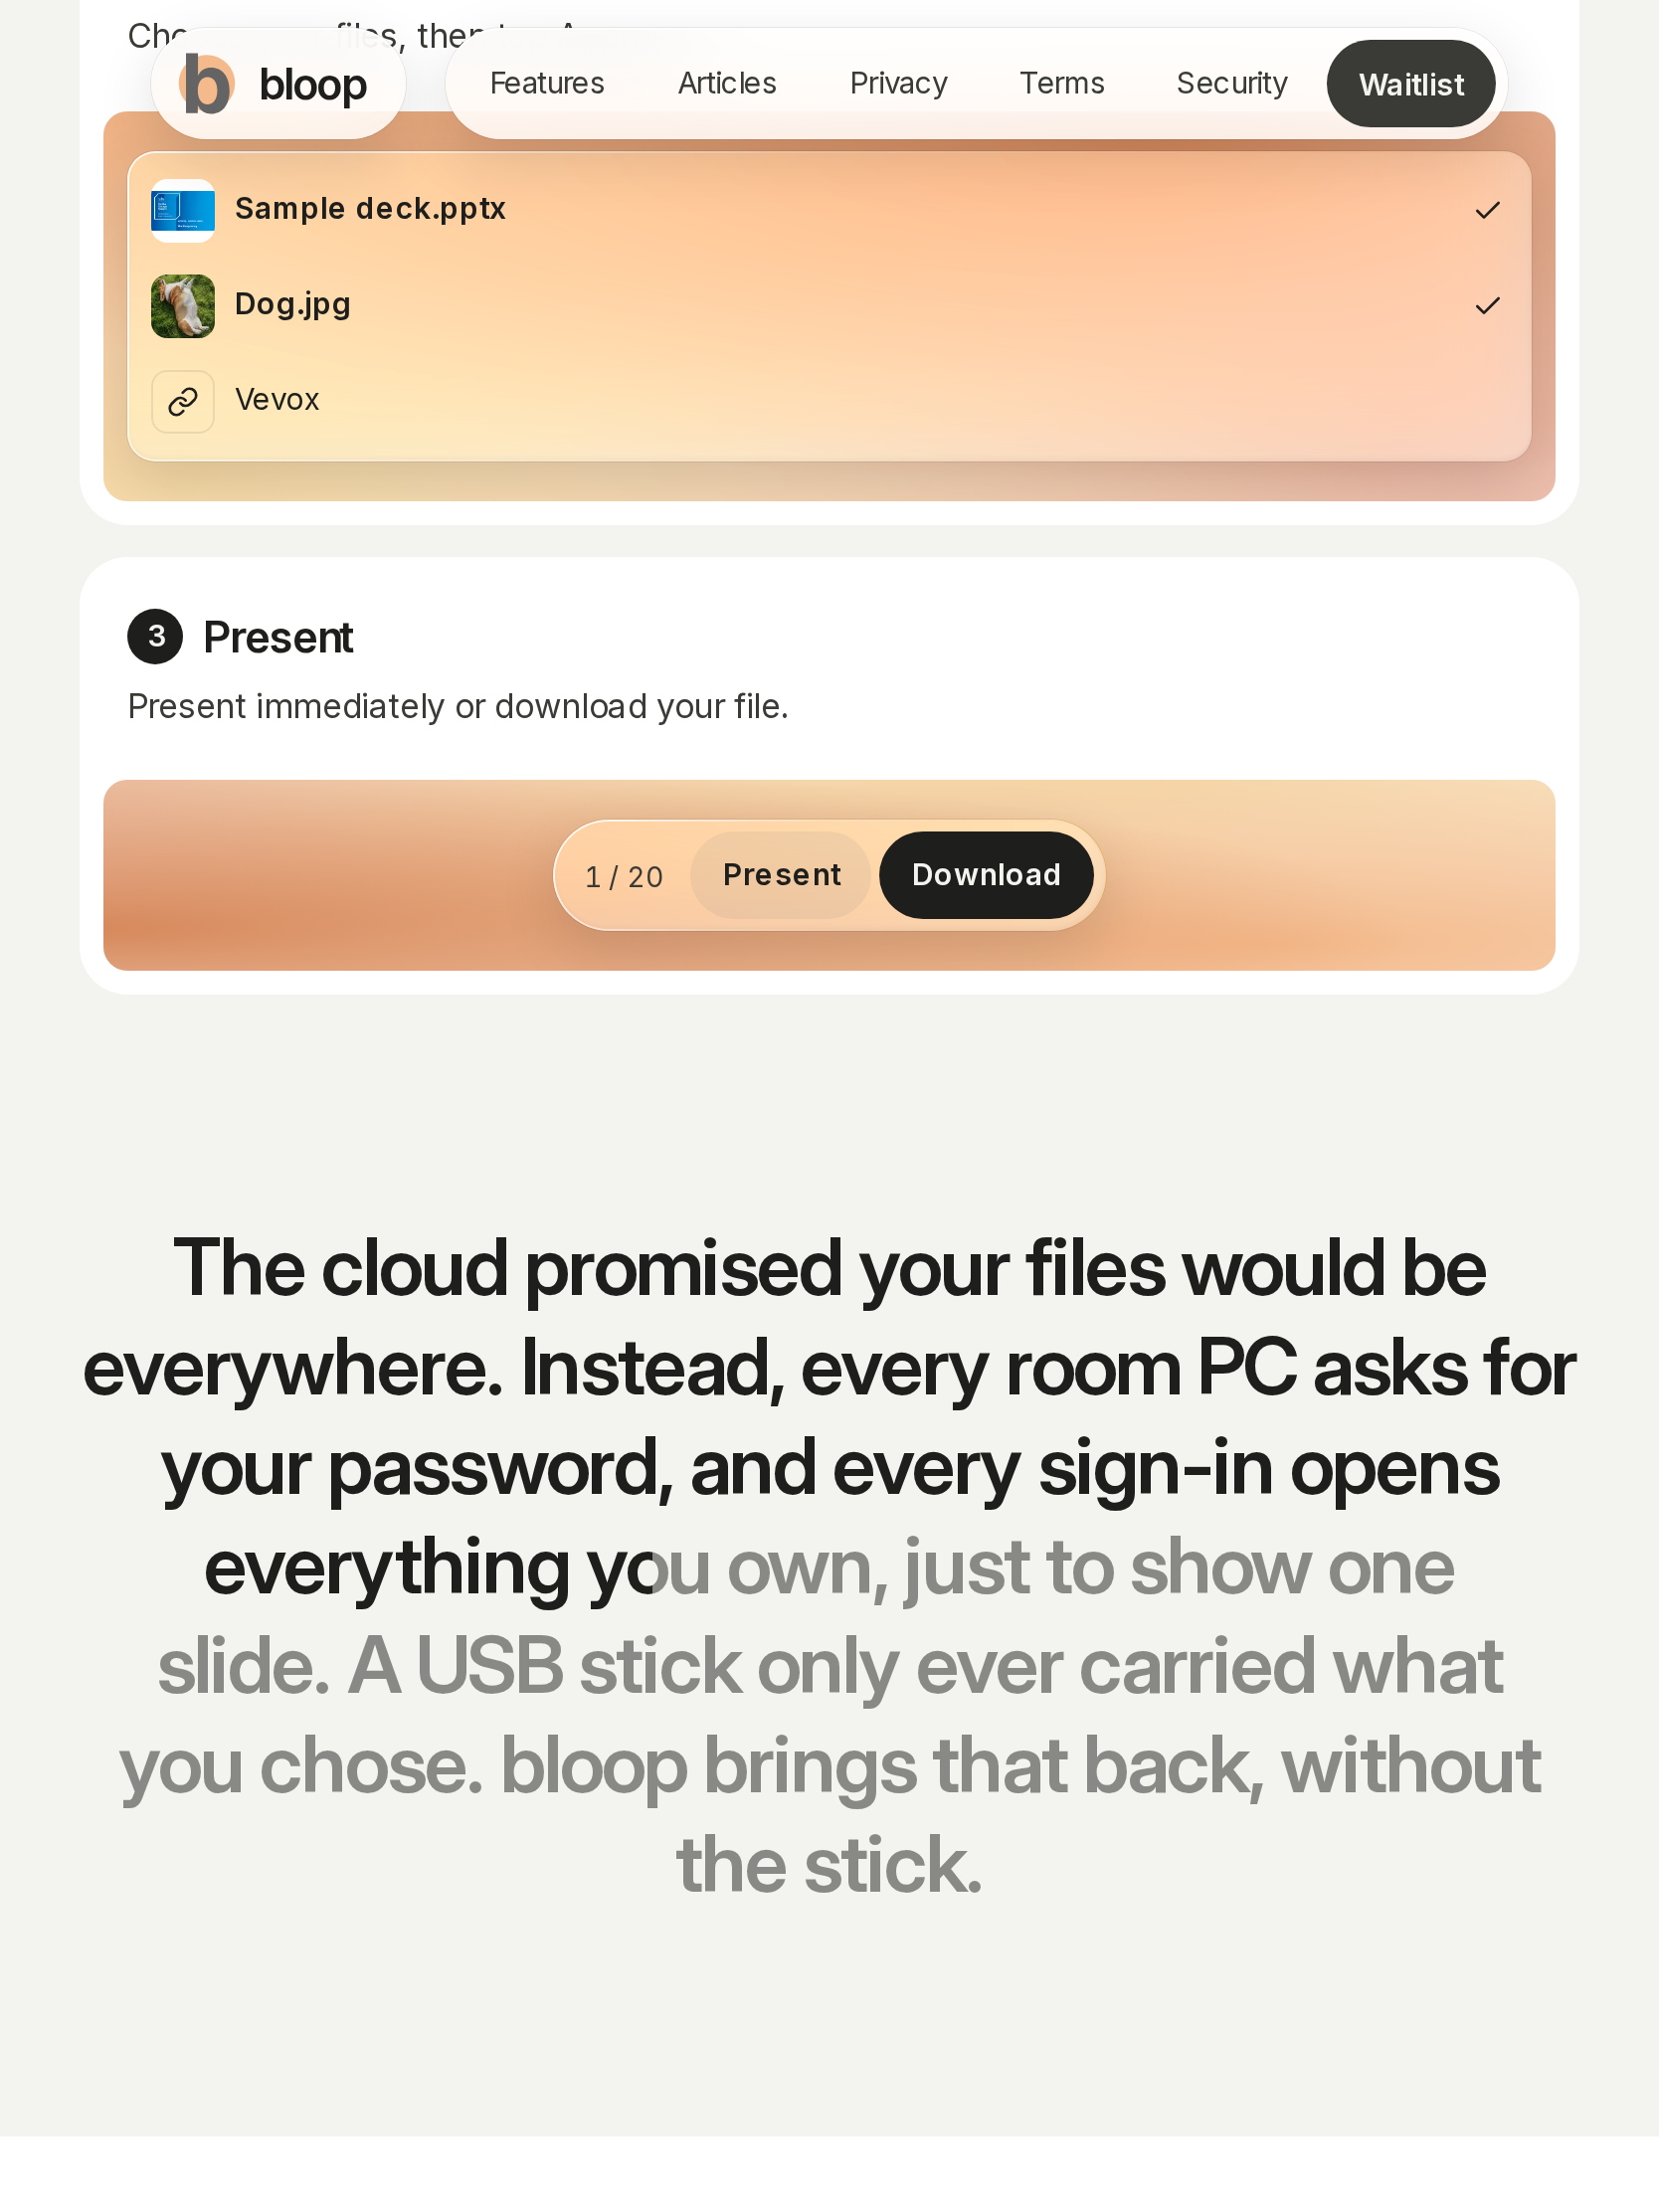 files, then
bloop
Features Articles Privacy Terms Security Waitlist
Sample deck.pptx
Dog.jpg
Vevox
3 Present
Present immediately or download your file.
1 / 20 Present Download
The cloud promised your files would be
everywhere. Instead, every room PC asks for
your password, and every sign-in opens
everything you own, just to show one
slide. A USB stick only ever carried what
you chose. bloop brings that back, without
the stick.